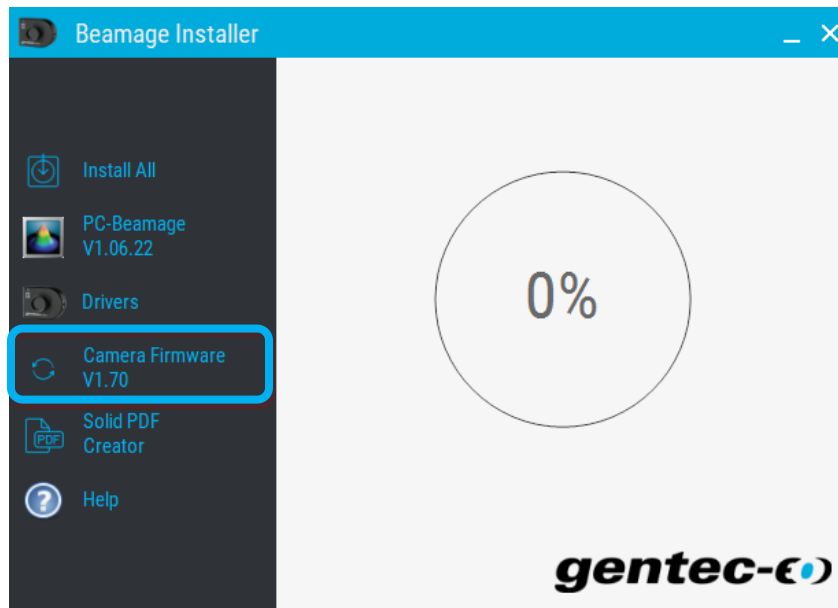 Beamage Installer
Install All
PC-Beamage
V1.06.22
Drivers
Camera Firmware
V1.70
Solid PDF
Creator
PDF
Help
0%
gentec-eo